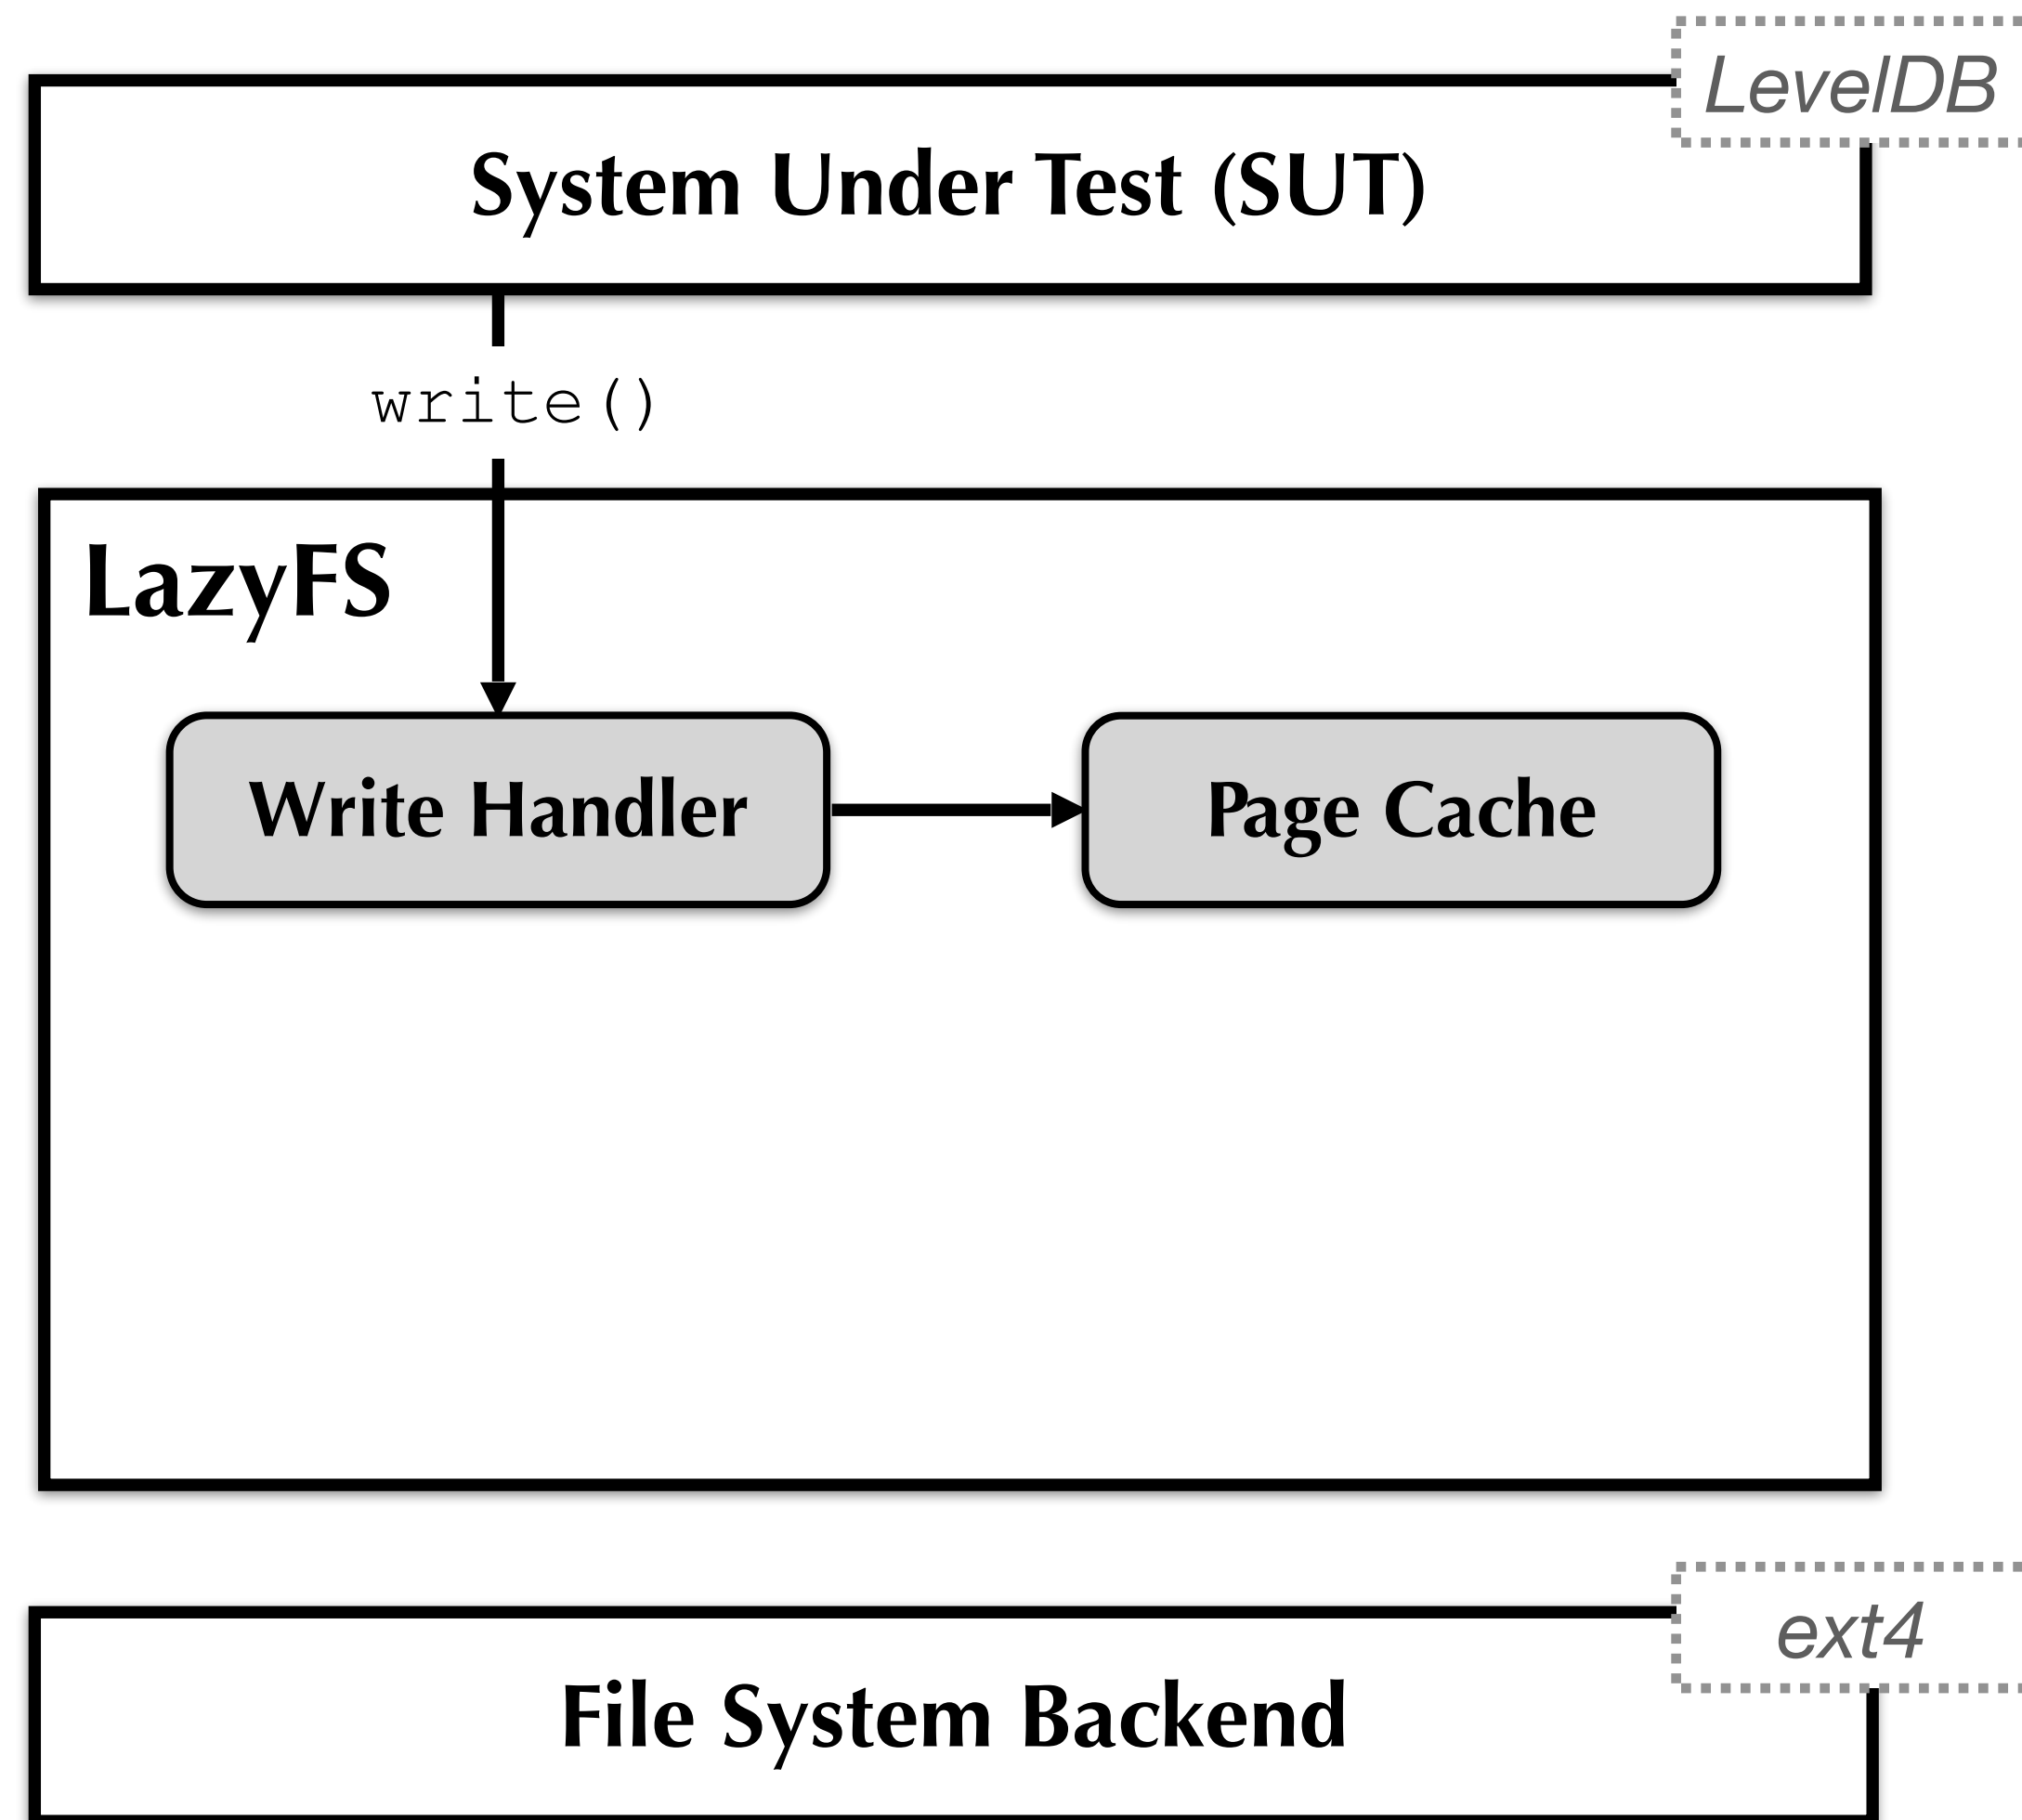 LevelDB
System Under Test (SUT)
write()
LazyFS
Write Handler
Page Cache
ext4
File System Backend